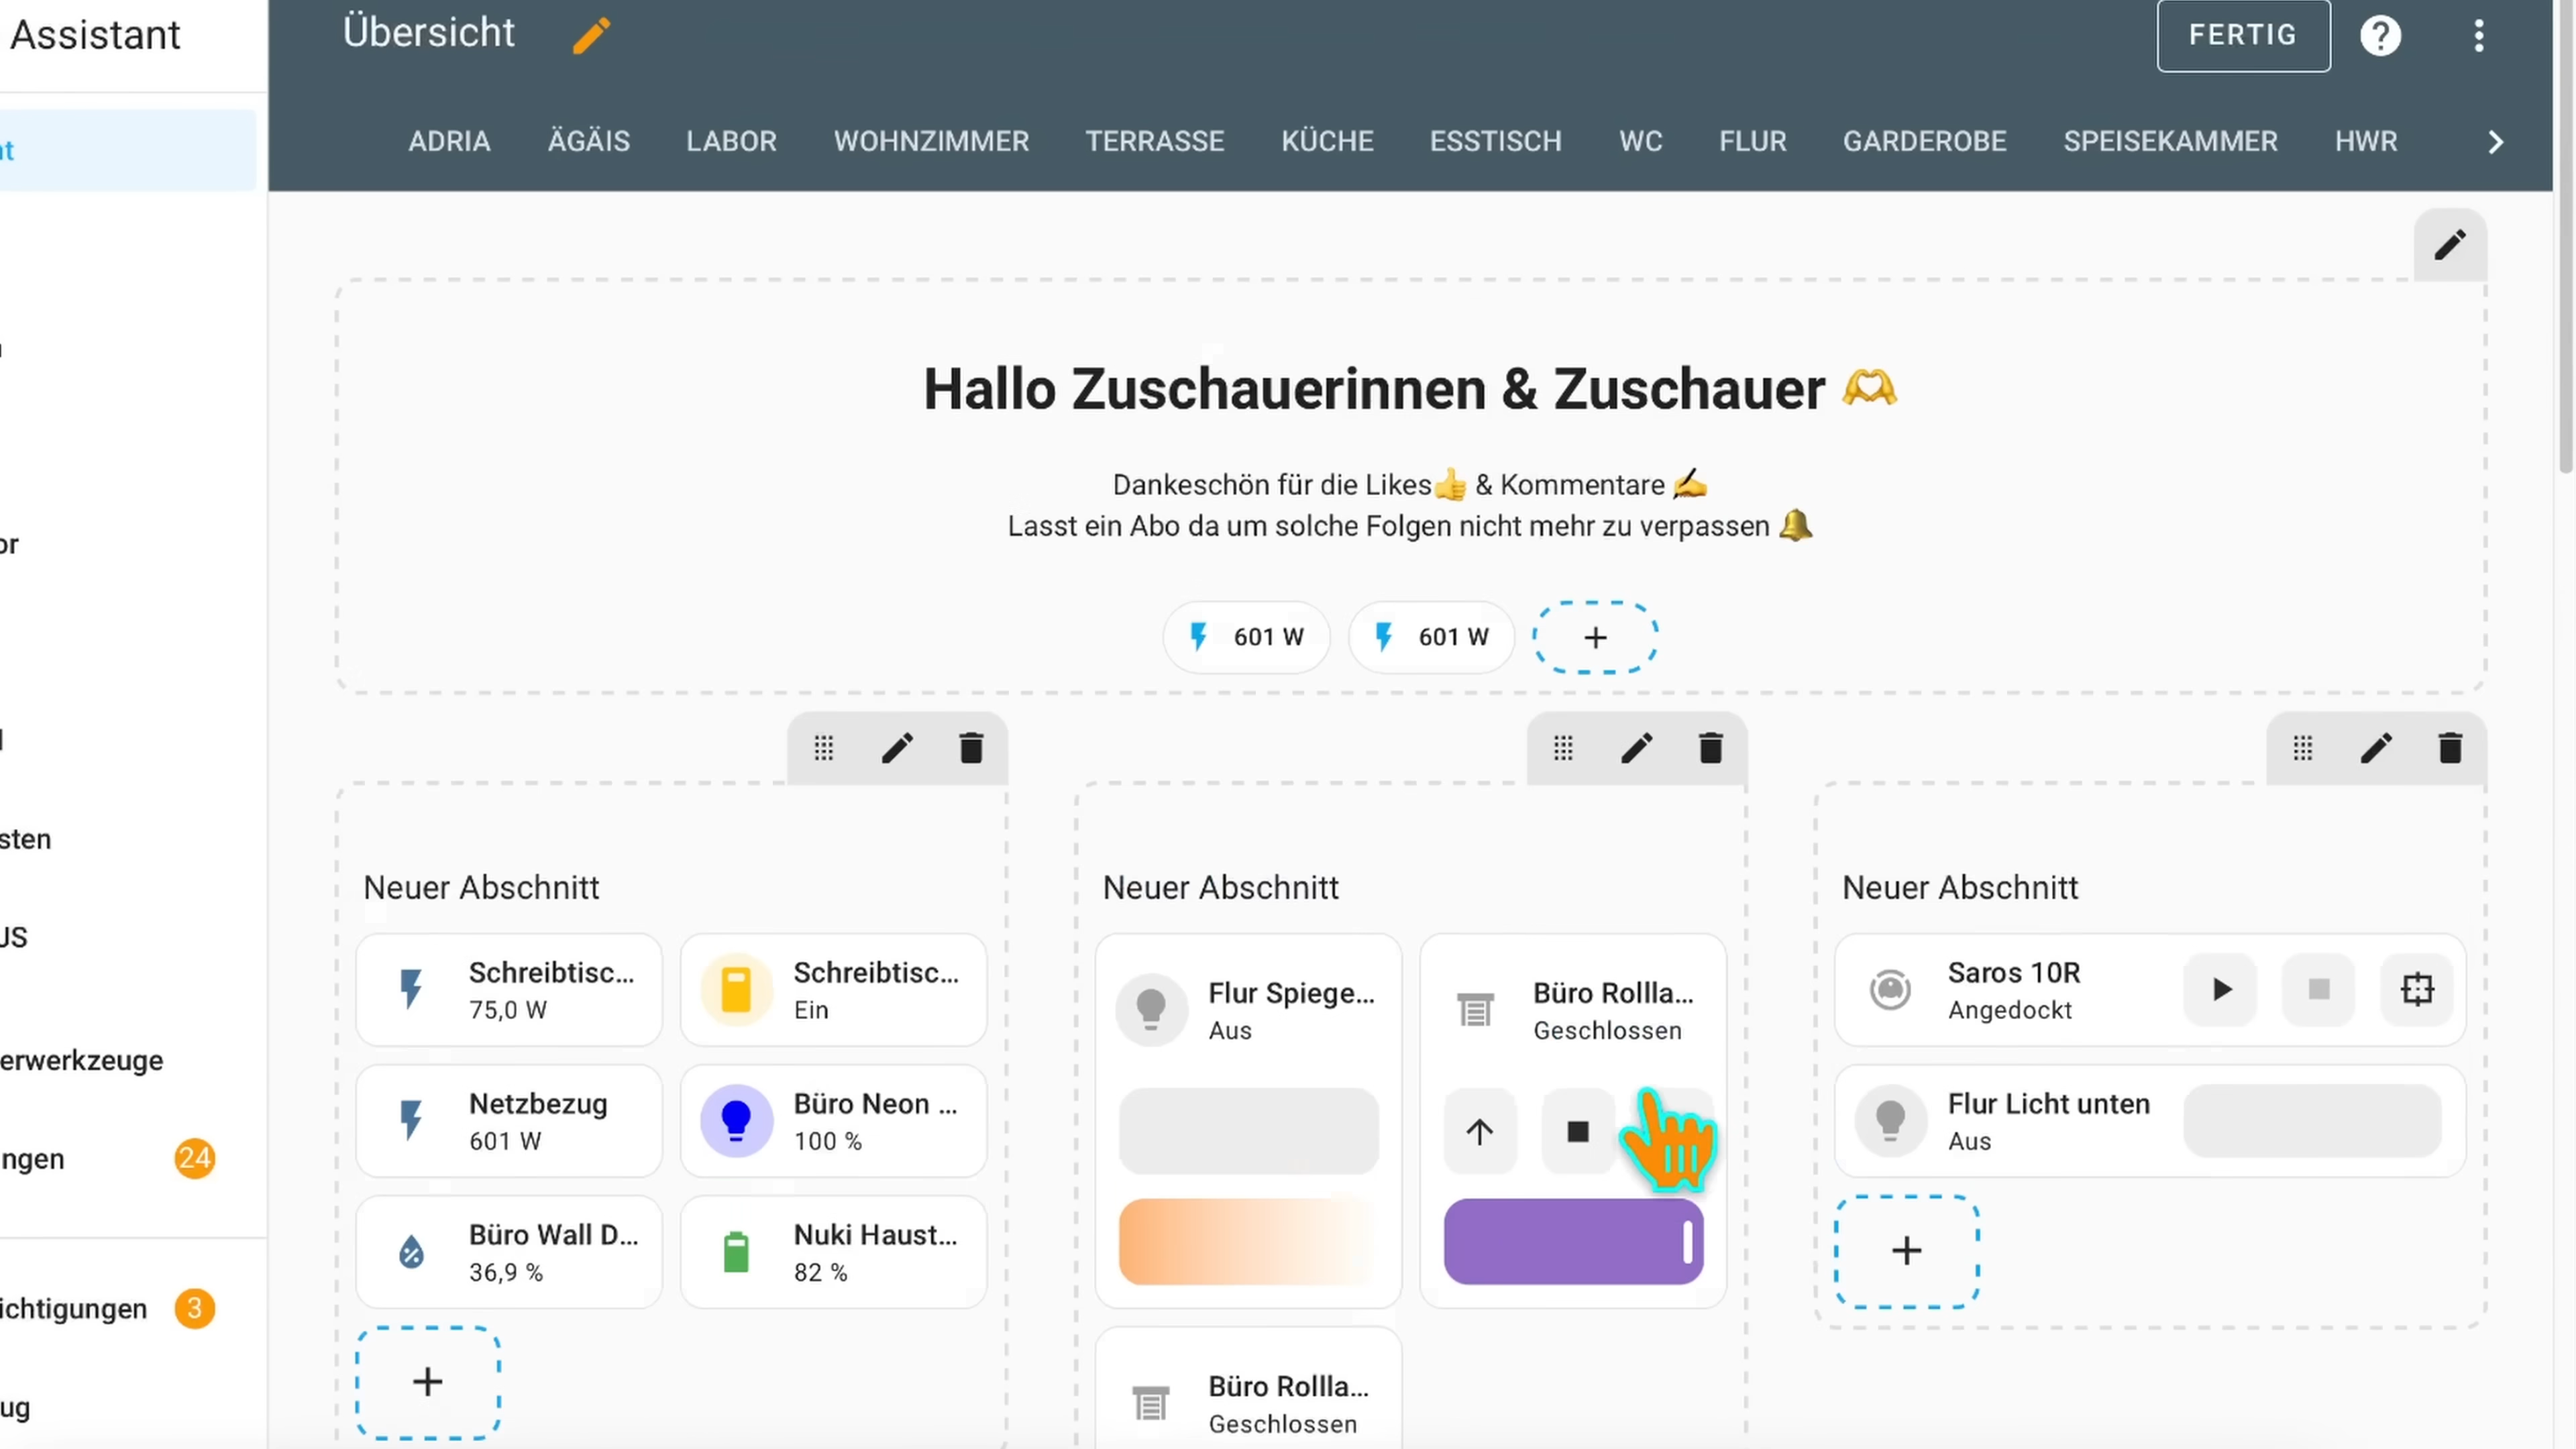 Assistant
Übersicht
FERTIG
ADRIA ÄGÄIS LABOR WOHNZIMMER TERRASSE KÜCHE ESSTISCH WC FLUR GARDEROBE SPEISEKAMMER HWR
Hallo Zuschauerinnen & Zuschauer 🫶
Dankeschön für die Likes👍 & Kommentare ✍️
Lasst ein Abo da um solche Folgen nicht mehr zu verpassen 🔔
601 W
601 W
Neuer Abschnitt
Schreibtisc...
75,0 W
Schreibtisc...
Ein
Netzbezug
601 W
Büro Neon ...
100 %
Büro Wall D...
36,9 %
Nuki Haust...
82 %
Neuer Abschnitt
Flur Spiege...
Aus
Büro Rollla...
Geschlossen
Büro Rollla...
Geschlossen
Neuer Abschnitt
Saros 10R
Angedockt
Flur Licht unten
Aus
sten
erwerkzeuge
ngen 24
ichtigungen 3
ug